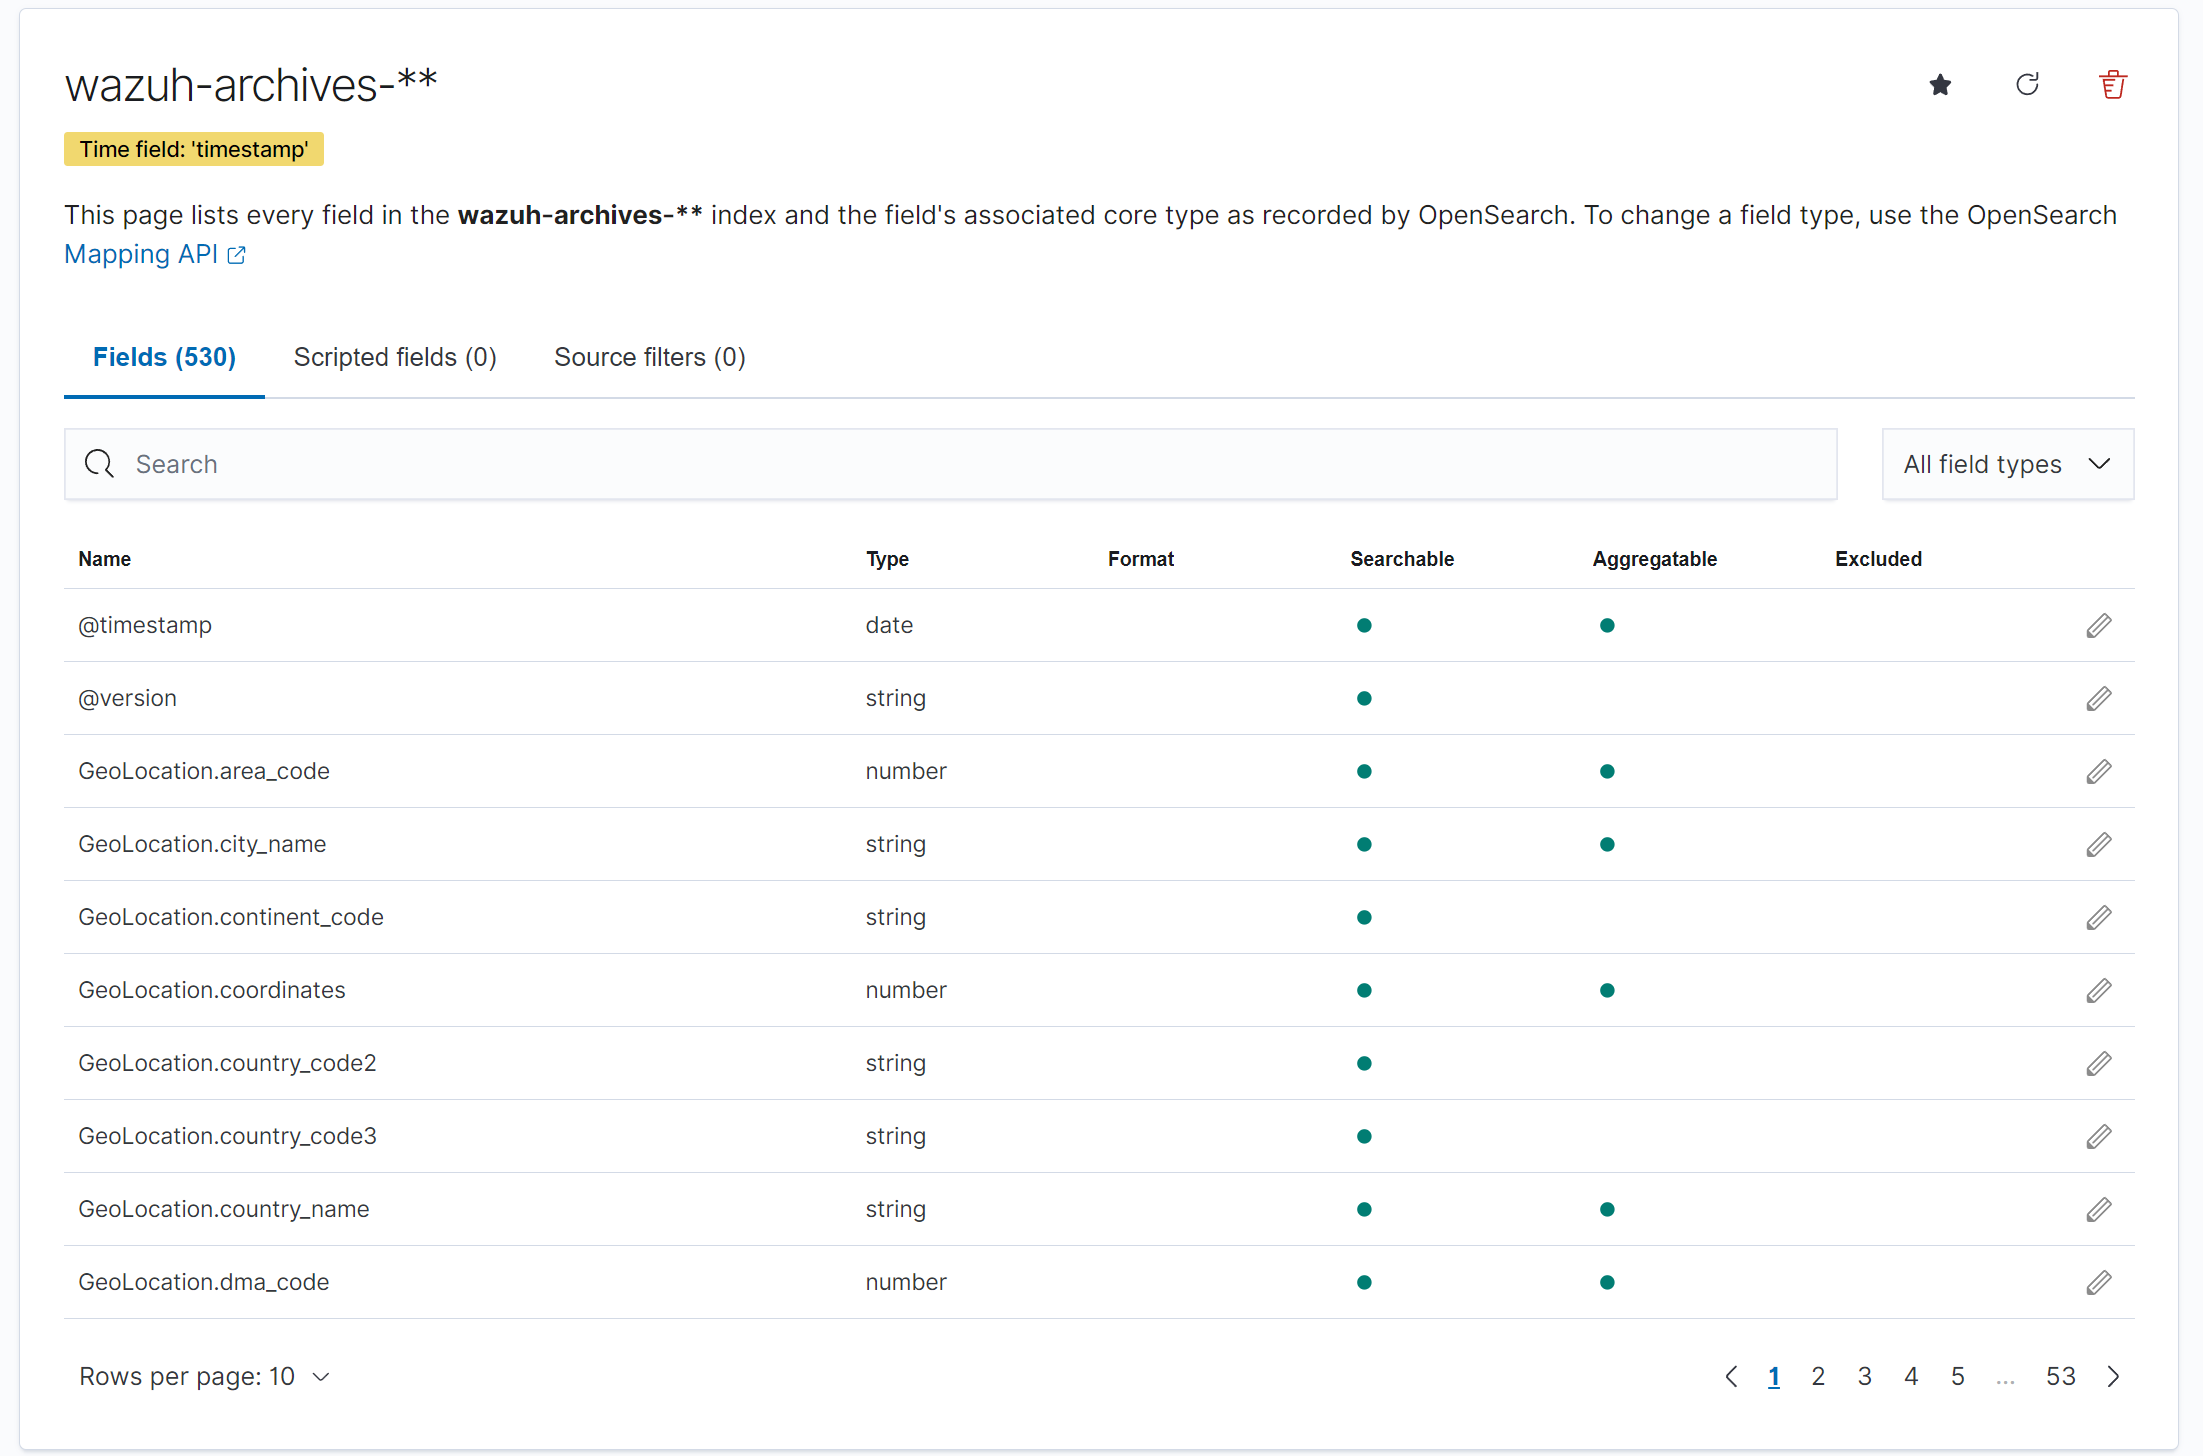 wazuh-archives-**
Time field: 'timestamp'
This page lists every field in the wazuh-archives-** index and the field's associated core type as recorded by OpenSearch. To change a field type, use the OpenSearch
Mapping API
Fields (530) Scripted fields (0) Source filters (0)
Search All field types
Name Type Format Searchable Aggregatable Excluded
@timestamp date
@version string
GeoLocation.area_code number
GeoLocation.city_name string
GeoLocation.continent_code string
GeoLocation.coordinates number
GeoLocation.country_code2 string
GeoLocation.country_code3 string
GeoLocation.country_name string
GeoLocation.dma_code number
Rows per page: 10 1 2 3 4 5 ... 53